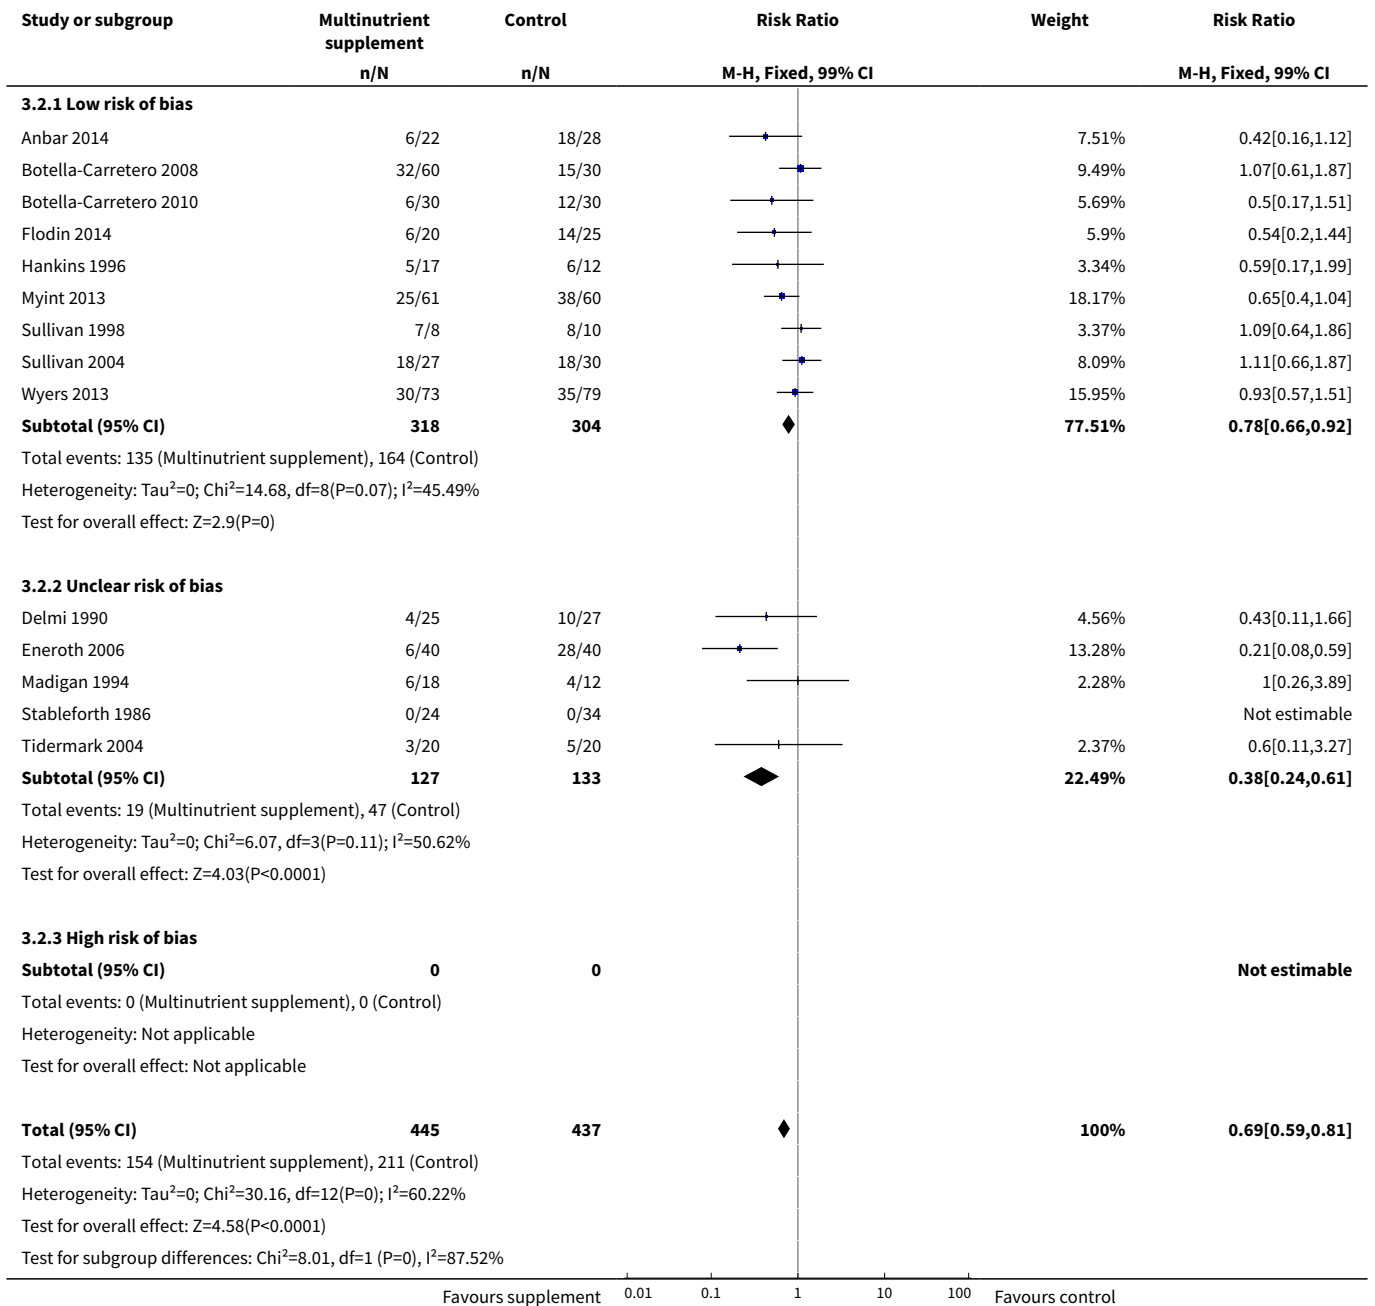 Study or subgroup Multinutrient supplement Control Risk Ratio Weight Risk Ratio
n/N n/N M-H, Fixed, 99% CI M-H, Fixed, 99% CI
3.2.1 Low risk of bias
Anbar 2014 6/22 18/28 7.51% 0.42[0.16,1.12]
Botella-Carretero 2008 32/60 15/30 9.49% 1.07[0.61,1.87]
Botella-Carretero 2010 6/30 12/30 5.69% 0.5[0.17,1.51]
Flodin 2014 6/20 14/25 5.9% 0.54[0.2,1.44]
Hankins 1996 5/17 6/12 3.34% 0.59[0.17,1.99]
Myint 2013 25/61 38/60 18.17% 0.65[0.4,1.04]
Sullivan 1998 7/8 8/10 3.37% 1.09[0.64,1.86]
Sullivan 2004 18/27 18/30 8.09% 1.11[0.66,1.87]
Wyers 2013 30/73 35/79 15.95% 0.93[0.57,1.51]
Subtotal (95% CI) 318 304 77.51% 0.78[0.66,0.92]
Total events: 135 (Multinutrient supplement), 164 (Control)
Heterogeneity: Tau²=0; Chi²=14.68, df=8(P=0.07); I²=45.49%
Test for overall effect: Z=2.9(P=0)
3.2.2 Unclear risk of bias
Delmi 1990 4/25 10/27 4.56% 0.43[0.11,1.66]
Eneroth 2006 6/40 28/40 13.28% 0.21[0.08,0.59]
Madigan 1994 6/18 4/12 2.28% 1[0.26,3.89]
Stableforth 1986 0/24 0/34 Not estimable
Tidermark 2004 3/20 5/20 2.37% 0.6[0.11,3.27]
Subtotal (95% CI) 127 133 22.49% 0.38[0.24,0.61]
Total events: 19 (Multinutrient supplement), 47 (Control)
Heterogeneity: Tau²=0; Chi²=6.07, df=3(P=0.11); I²=50.62%
Test for overall effect: Z=4.03(P<0.0001)
3.2.3 High risk of bias
Subtotal (95% CI) 0 0 Not estimable
Total events: 0 (Multinutrient supplement), 0 (Control)
Heterogeneity: Not applicable
Test for overall effect: Not applicable
Total (95% CI) 445 437 100% 0.69[0.59,0.81]
Total events: 154 (Multinutrient supplement), 211 (Control)
Heterogeneity: Tau²=0; Chi²=30.16, df=12(P=0); I²=60.22%
Test for overall effect: Z=4.58(P<0.0001)
Test for subgroup differences: Chi²=8.01, df=1 (P=0), I²=87.52%
Favours supplement 0.01 0.1 1 10 100 Favours control